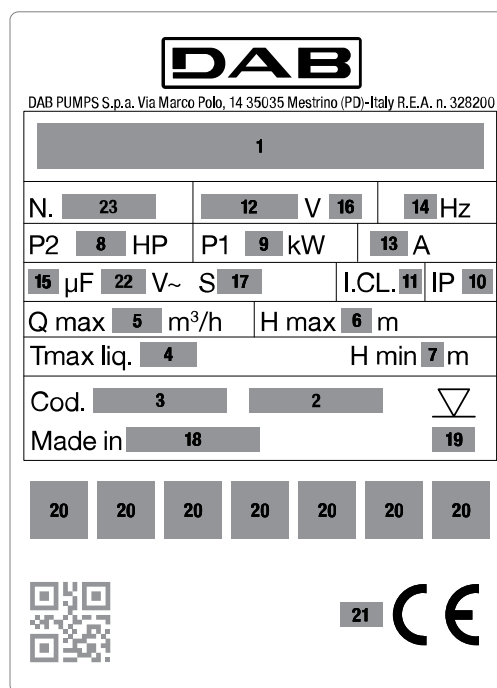 DAB
DAB PUMPS S.p.a. Via Marco Polo, 14 35035 Mestrino (PD)-Italy R.E.A. n. 328200
1
N. 23 12 V 16 14 Hz
P2 8 HP P1 9 kW 13 A
15 µF 22 V~ S 17 I.CL. 11 IP 10
Q max 5 m³/h H max 6 m
Tmax liq. 4 H min 7 m
Cod. 3 2
Made in 18 19
20 20 20 20 20 20 20
21 CE